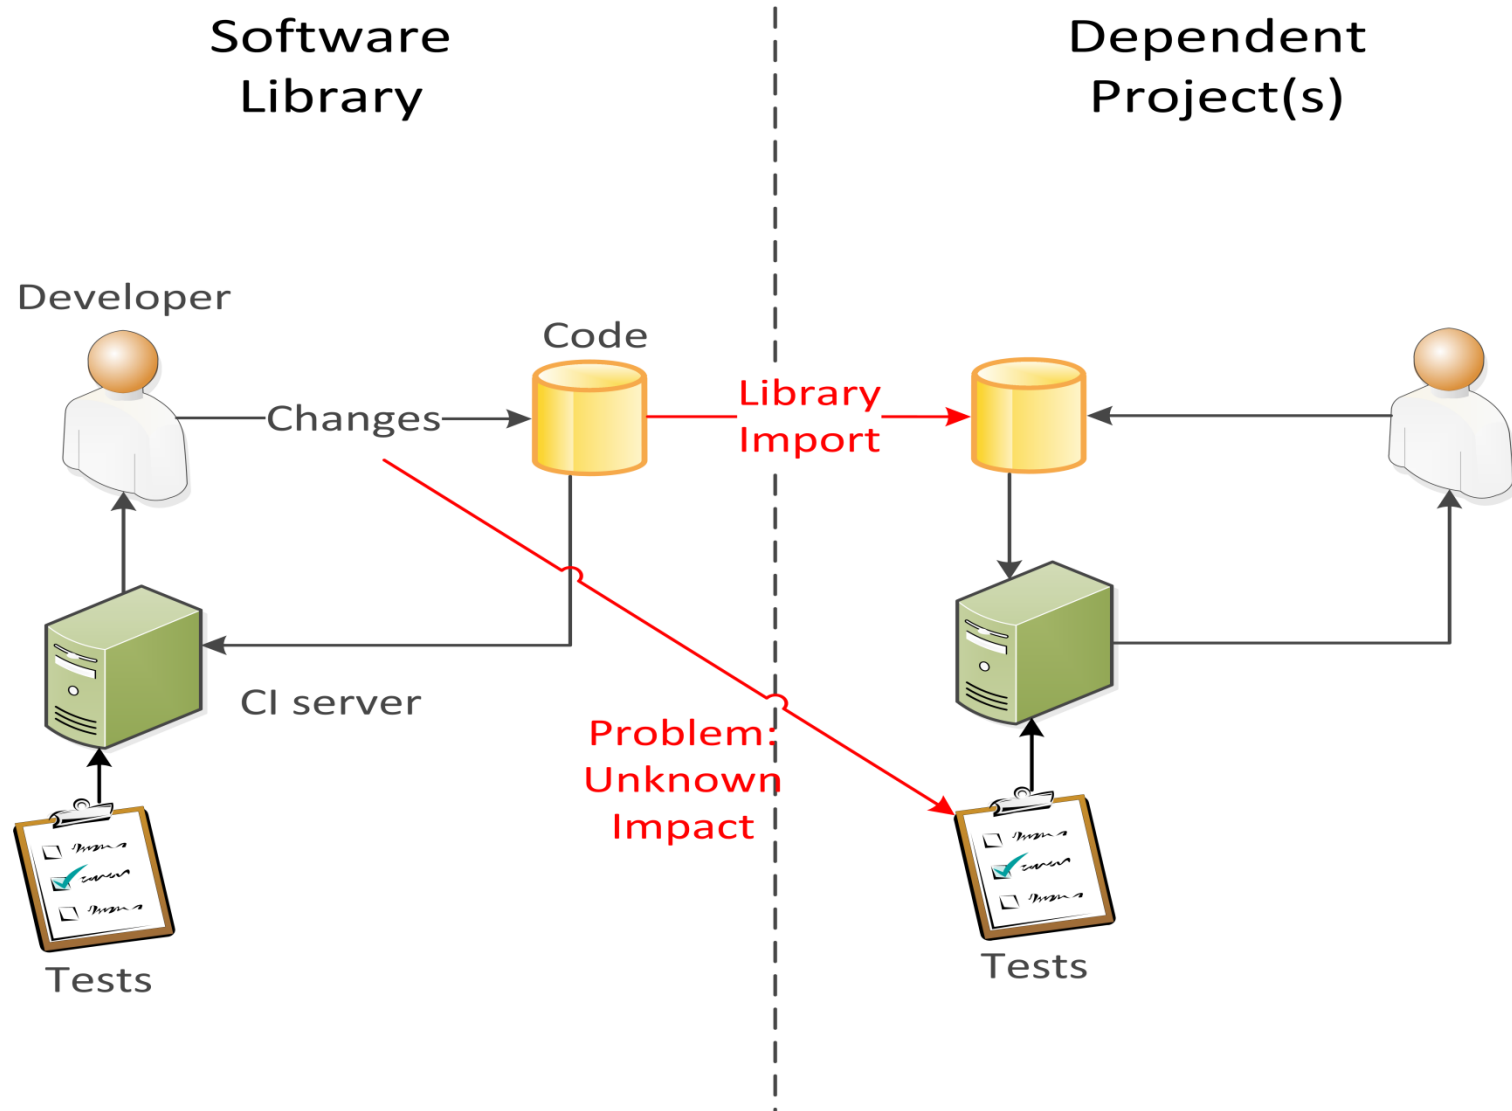 Software
Library
Dependent
Project(s)
Developer
Code
Changes
Library
Import
CI server
Problem:
Unknown
Impact
Tests
Tests